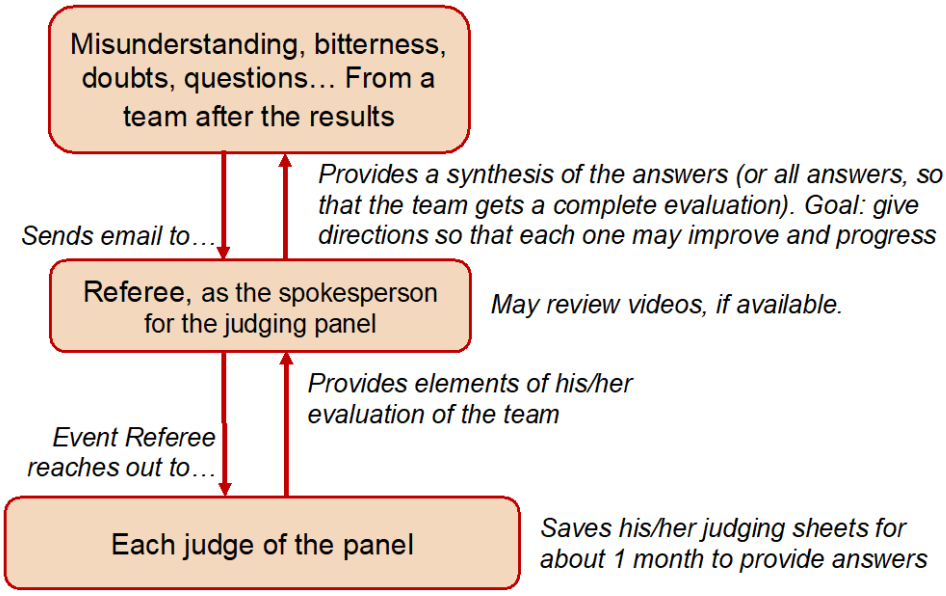 Misunderstanding, bitterness,
doubts, questions… From a
team after the results
Provides a synthesis of the answers (or all answers, so
that the team gets a complete evaluation). Goal: give
directions so that each one may improve and progress
Sends email to…
Referee, as the spokesperson
for the judging panel
May review videos, if available.
Provides elements of his/her
evaluation of the team
Event Referee
reaches out to…
Each judge of the panel
Saves his/her judging sheets for
about 1 month to provide answers